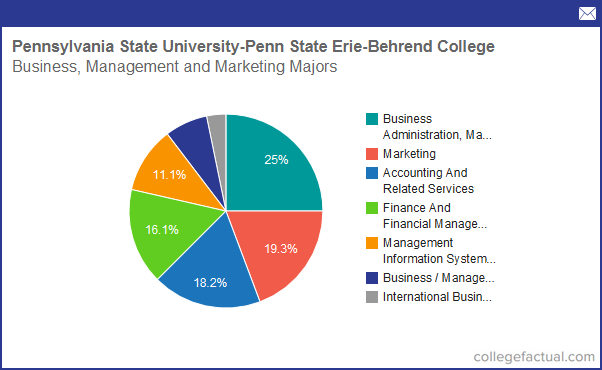 Pennsylvania State University-Penn State Erie-Behrend College
Business, Management and Marketing Majors
25%
19.3%
18.2%
16.1%
11.1%
Business
Administration, Ma...
Marketing
Accounting And
Related Services
Finance And
Financial Manage...
Management
Information System...
Business / Manage...
International Busin...
collegefactual.com